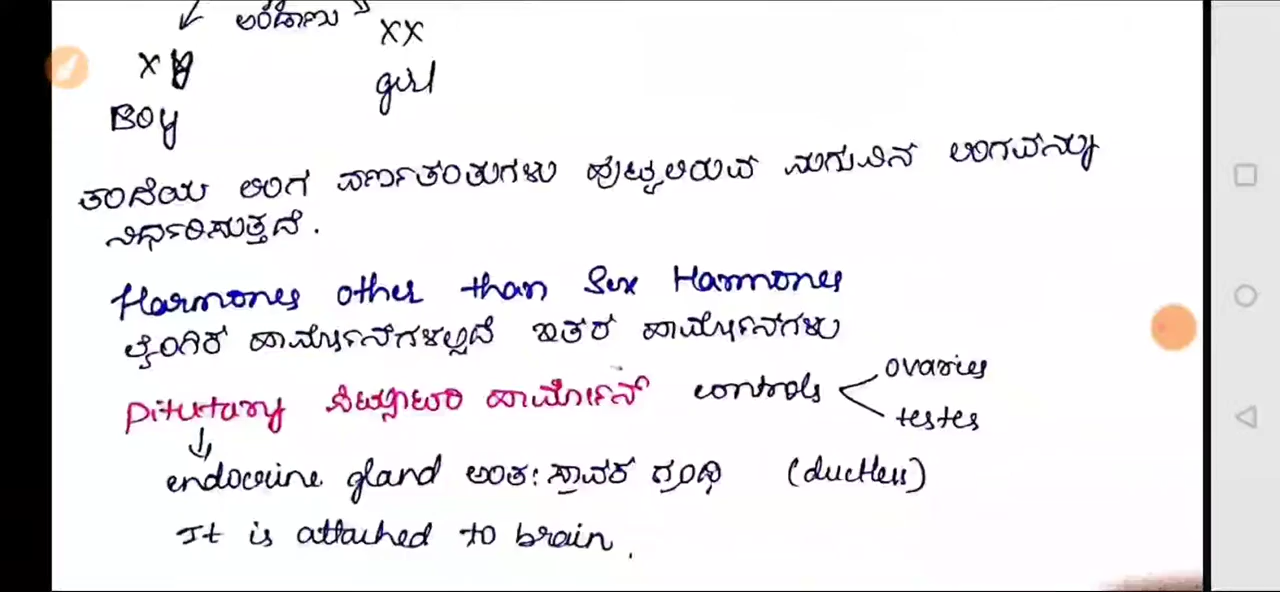 ಅಂಡಾಣು XX
XY
girl
Boy
ತಂದೆಯ ಲಿಂಗ ವರ್ಣತಂತುಗಳು ಹುಟ್ಟಲಿರುವ ಮಗುವಿನ ಲಿಂಗವನ್ನು
ನಿರ್ಧರಿಸುತ್ತದೆ.
Harmones other than Sex Harmones
ಲೈಂಗಿಕ ಹಾರ್ಮೋನುಗಳಲ್ಲದೆ ಇತರ ಹಾರ್ಮೋನುಗಳು
ovaries
Pitutary ಪಿಟ್ಯೂಟರಿ ಹಾರ್ಮೋನ್ controls
testes
endocrine gland ಅಂತಃಸ್ರಾವಕ ಗ್ರಂಥಿ (ductless)
It is attached to brain.